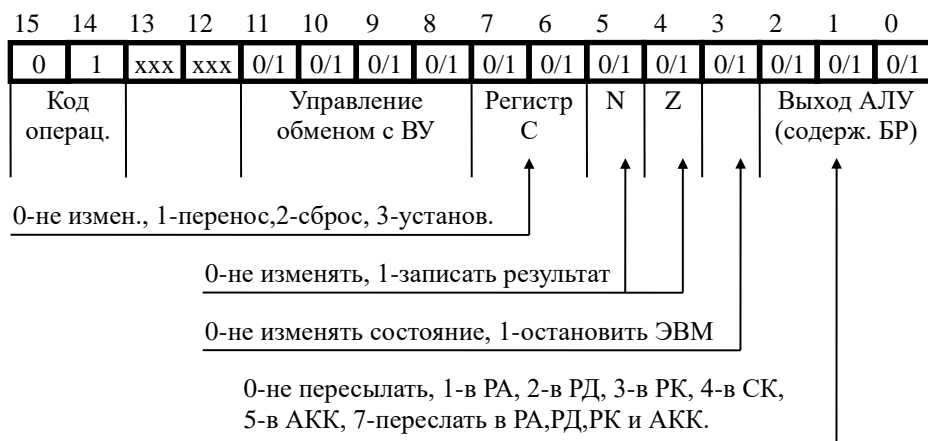 15 14 13 12 11 10 9 8 7 6 5 4 3 2 1 0
0 1 xxx xxx 0/1 0/1 0/1 0/1 0/1 0/1 0/1 0/1 0/1 0/1 0/1 0/1
Код Управление Регистр N Z Выход АЛУ
операц. обменом с ВУ С (содерж. БР)
0-не измен., 1-перенос,2-сброс, 3-установ.
0-не изменять, 1-записать результат
0-не изменять состояние, 1-остановить ЭВМ
0-не пересылать, 1-в РА, 2-в РД, 3-в РК, 4-в СК,
5-в АКК, 7-переслать в РА,РД,РК и АКК.